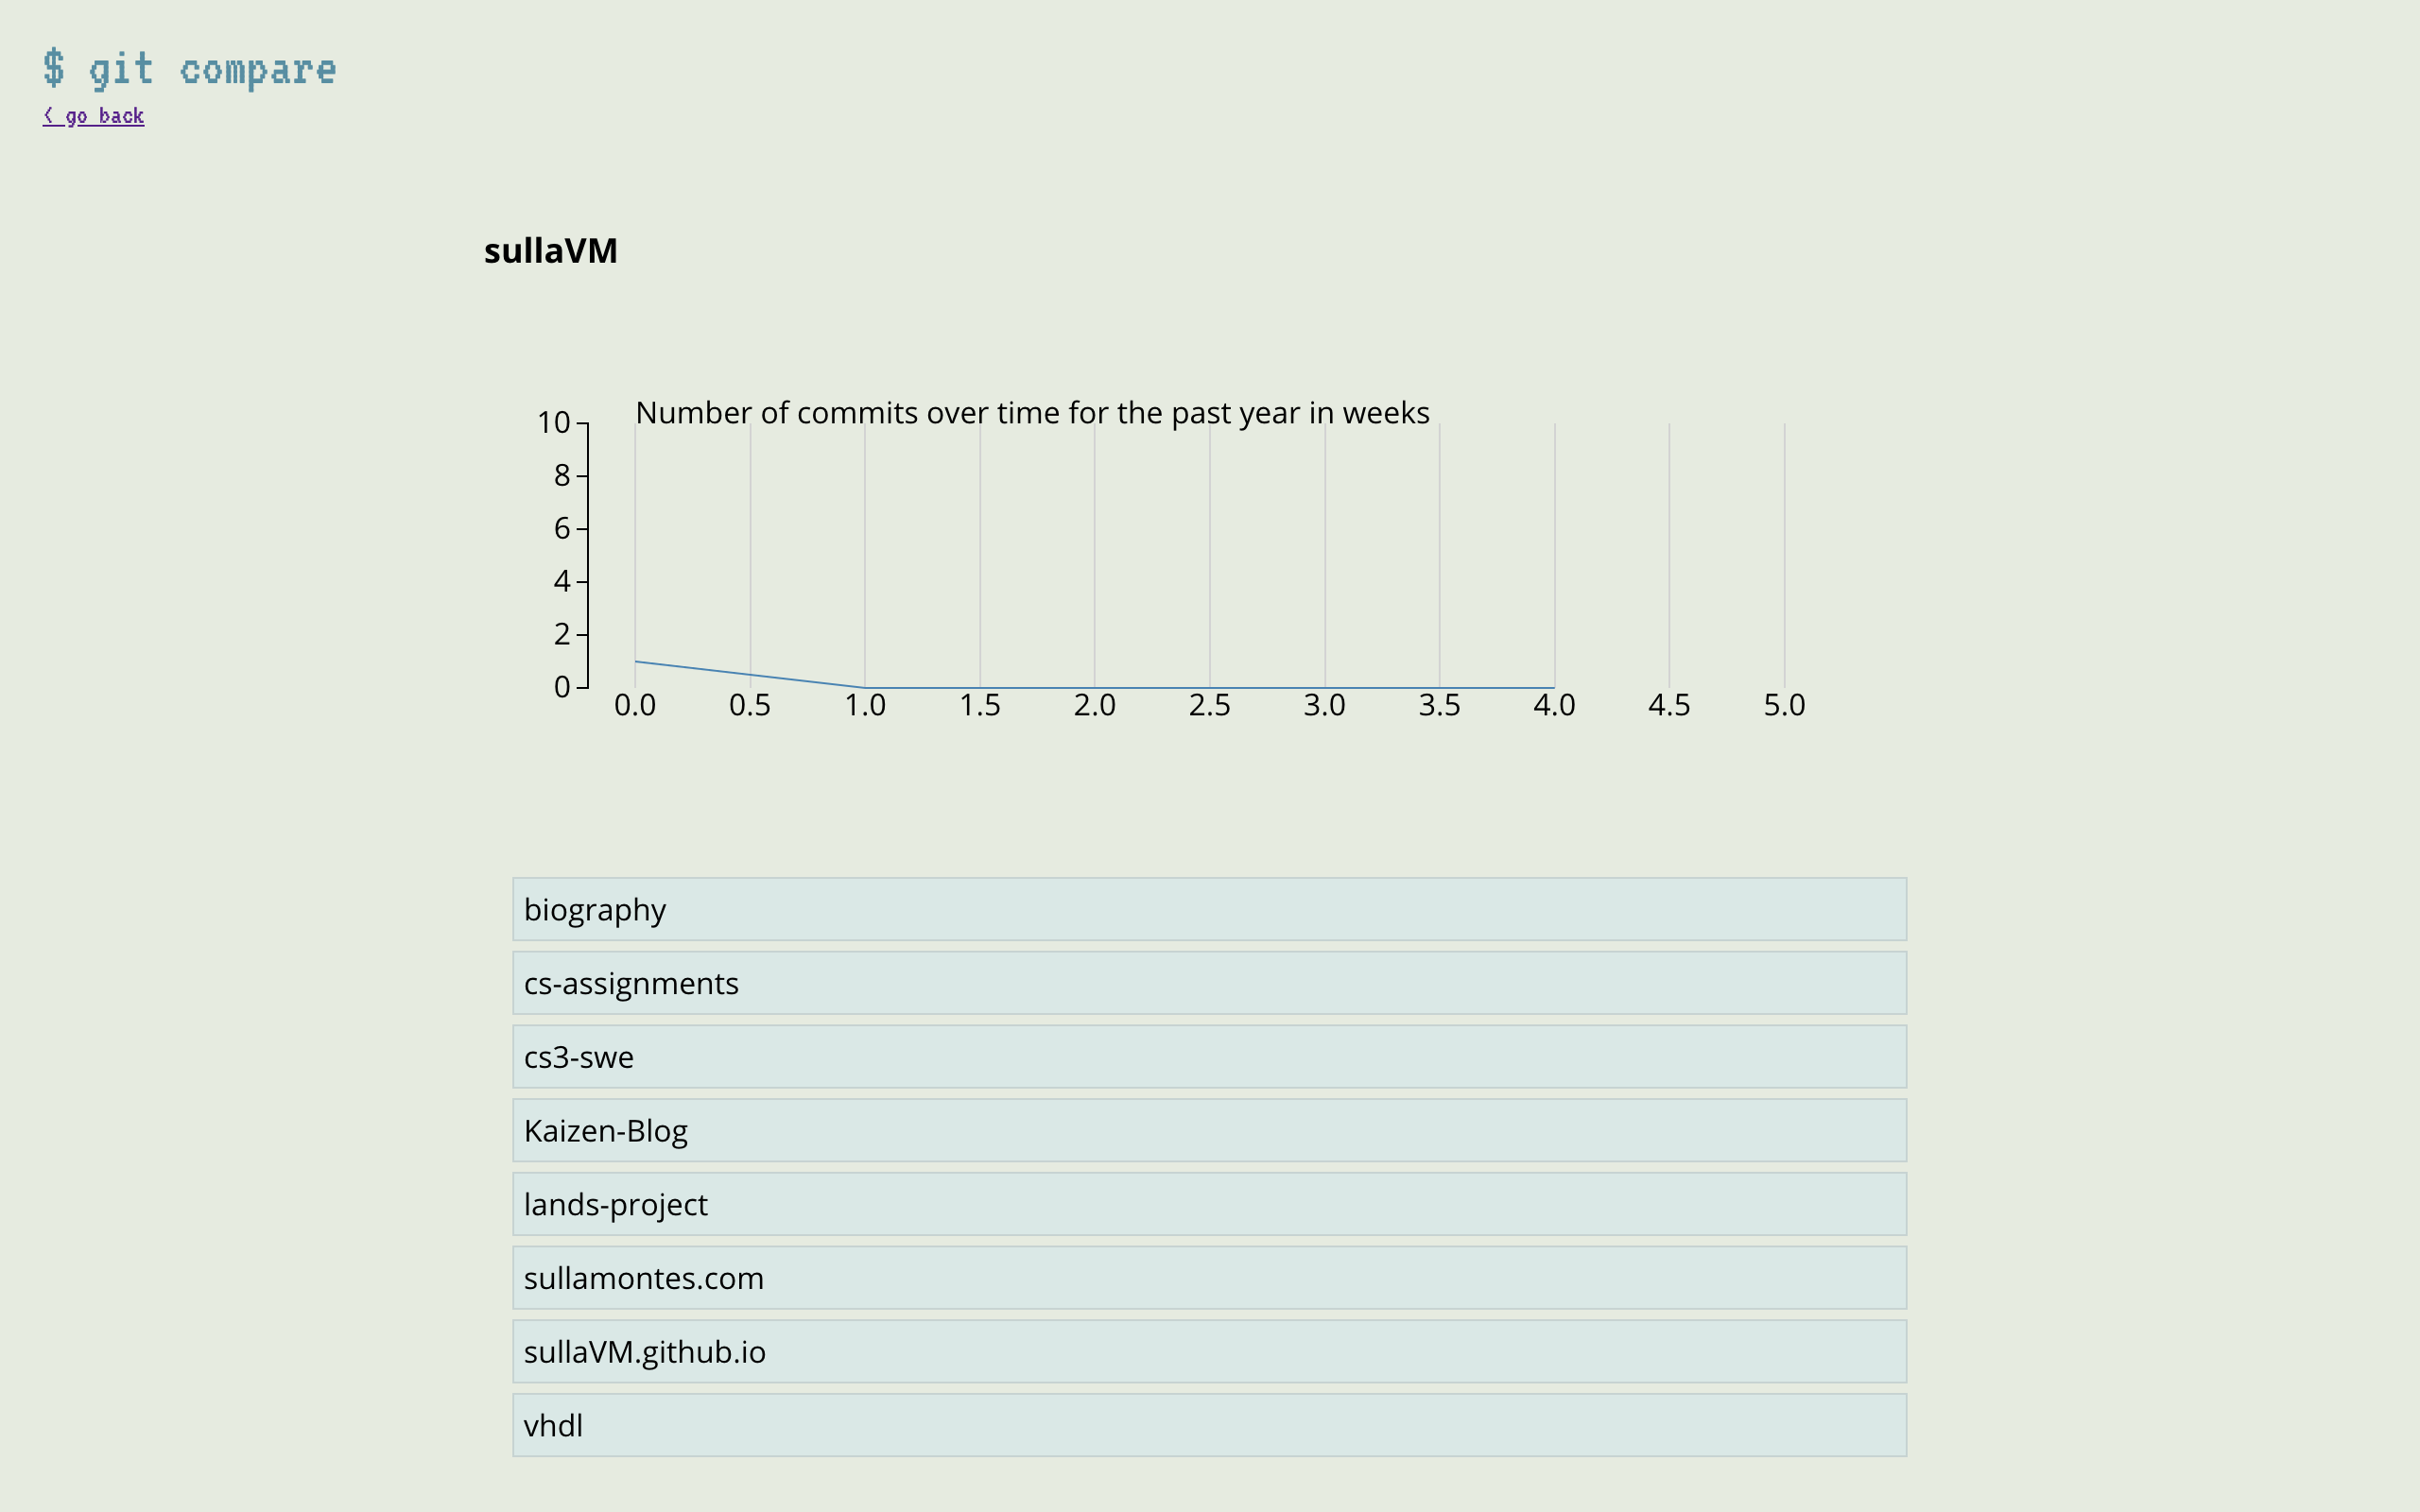 $ git compare
< go back
sullaVM
Number of commits over time for the past year in weeks
10
8
6
4
2
0
0.0 0.5 1.0 1.5 2.0 2.5 3.0 3.5 4.0 4.5 5.0
biography
cs-assignments
cs3-swe
Kaizen-Blog
lands-project
sullamontes.com
sullaVM.github.io
vhdl